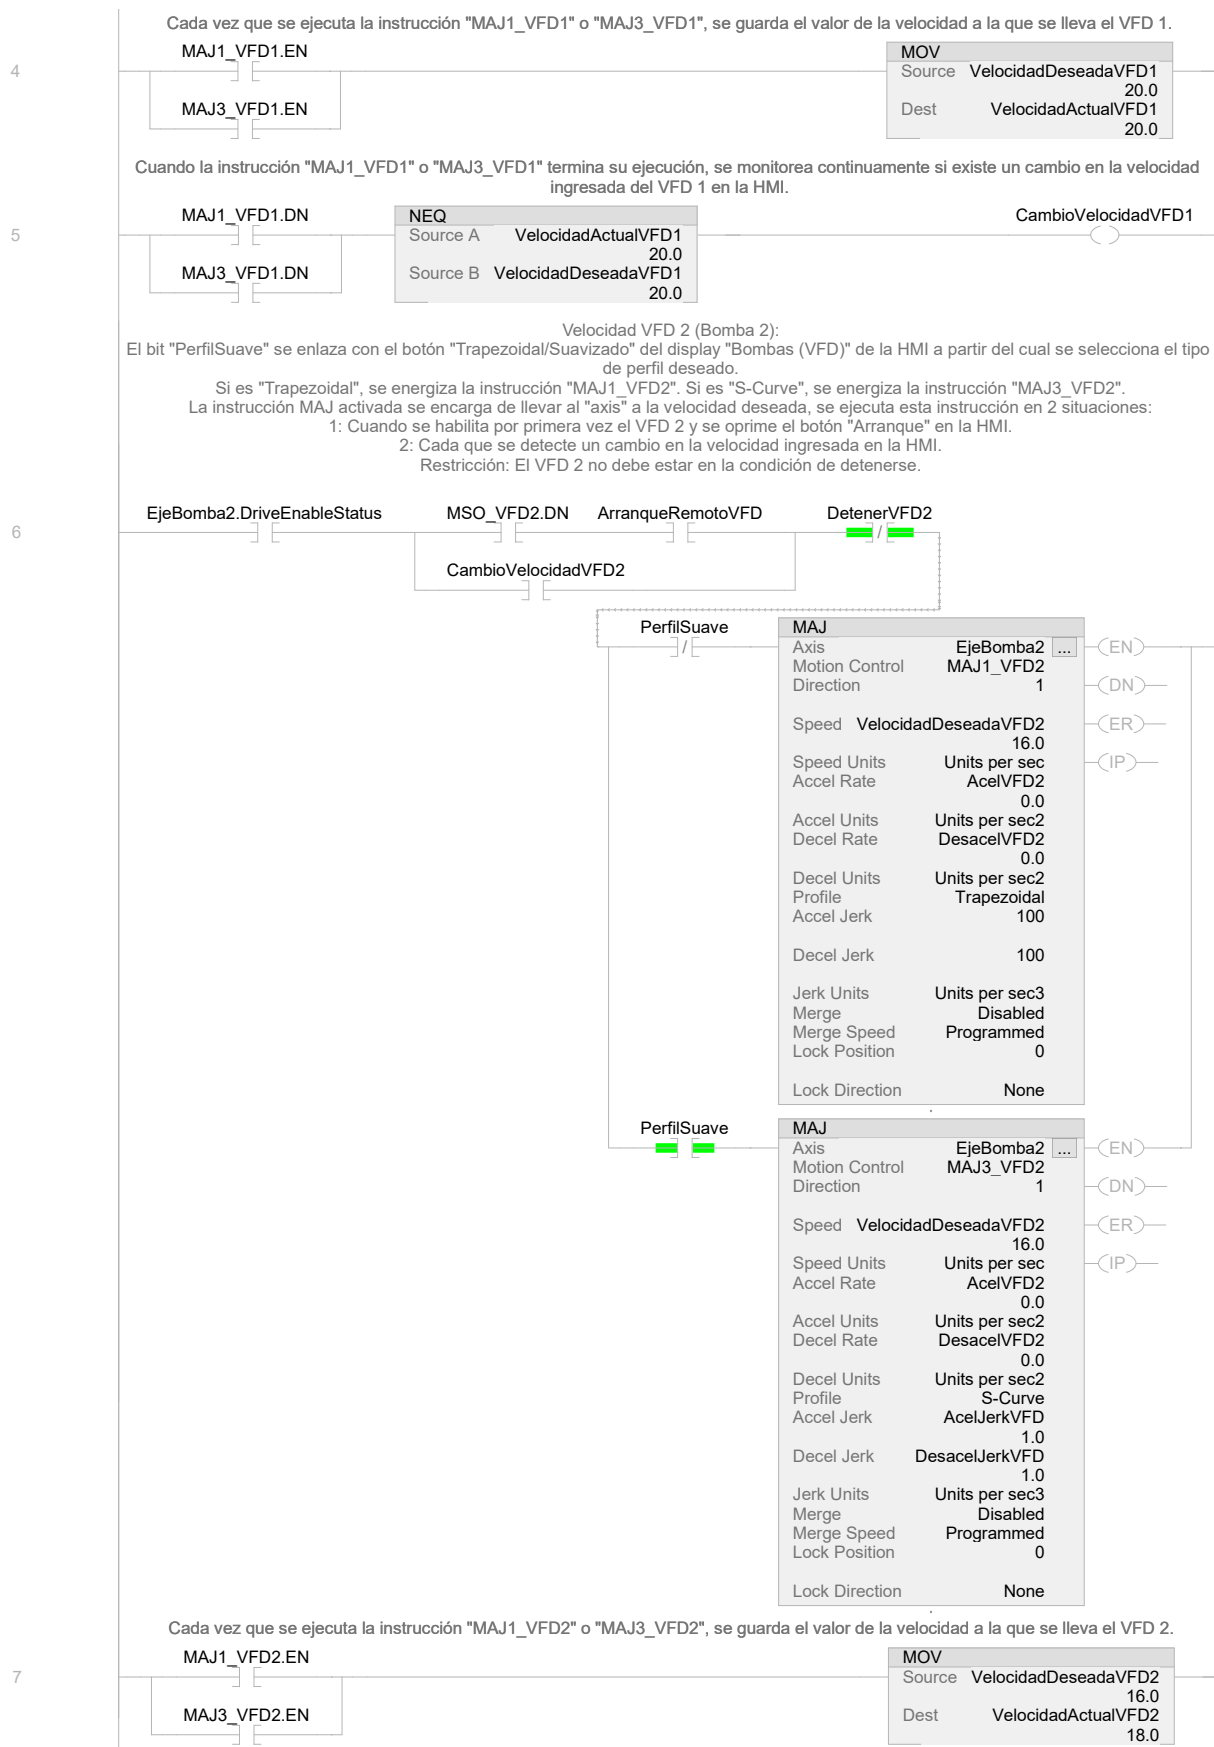 Cada vez que se ejecuta la instrucción "MAJ1_VFD1" o "MAJ3_VFD1", se guarda el valor de la velocidad a la que se lleva el VFD 1.
4
MAJ1_VFD1.EN
MAJ3_VFD1.EN
MOV
Source VelocidadDeseadaVFD1
20.0
Dest VelocidadActualVFD1
20.0
Cuando la instrucción "MAJ1_VFD1" o "MAJ3_VFD1" termina su ejecución, se monitorea continuamente si existe un cambio en la velocidad
ingresada del VFD 1 en la HMI.
5
MAJ1_VFD1.DN
MAJ3_VFD1.DN
NEQ
Source A VelocidadActualVFD1
20.0
Source B VelocidadDeseadaVFD1
20.0
CambioVelocidadVFD1
Velocidad VFD 2 (Bomba 2):
El bit "PerfilSuave" se enlaza con el botón "Trapezoidal/Suavizado" del display "Bombas (VFD)" de la HMI a partir del cual se selecciona el tipo
de perfil deseado.
Si es "Trapezoidal", se energiza la instrucción "MAJ1_VFD2". Si es "S-Curve", se energiza la instrucción "MAJ3_VFD2".
La instrucción MAJ activada se encarga de llevar al "axis" a la velocidad deseada, se ejecuta esta instrucción en 2 situaciones:
1: Cuando se habilita por primera vez el VFD 2 y se oprime el botón "Arranque" en la HMI.
2: Cada que se detecte un cambio en la velocidad ingresada en la HMI.
Restricción: El VFD 2 no debe estar en la condición de detenerse.
6
EjeBomba2.DriveEnableStatus
MSO_VFD2.DN
ArranqueRemotoVFD
DetenerVFD2
/
CambioVelocidadVFD2
PerfilSuave
/
MAJ
Axis EjeBomba2 ...
Motion Control MAJ1_VFD2
Direction 1
Speed VelocidadDeseadaVFD2
16.0
Speed Units Units per sec
Accel Rate AcelVFD2
0.0
Accel Units Units per sec2
Decel Rate DesacelVFD2
0.0
Decel Units Units per sec2
Profile Trapezoidal
Accel Jerk 100
Decel Jerk 100
Jerk Units Units per sec3
Merge Disabled
Merge Speed Programmed
Lock Position 0
Lock Direction None
EN
DN
ER
IP
PerfilSuave
MAJ
Axis EjeBomba2 ...
Motion Control MAJ3_VFD2
Direction 1
Speed VelocidadDeseadaVFD2
16.0
Speed Units Units per sec
Accel Rate AcelVFD2
0.0
Accel Units Units per sec2
Decel Rate DesacelVFD2
0.0
Decel Units Units per sec2
Profile S-Curve
Accel Jerk AcelJerkVFD
1.0
Decel Jerk DesacelJerkVFD
1.0
Jerk Units Units per sec3
Merge Disabled
Merge Speed Programmed
Lock Position 0
Lock Direction None
EN
DN
ER
IP
Cada vez que se ejecuta la instrucción "MAJ1_VFD2" o "MAJ3_VFD2", se guarda el valor de la velocidad a la que se lleva el VFD 2.
7
MAJ1_VFD2.EN
MAJ3_VFD2.EN
MOV
Source VelocidadDeseadaVFD2
16.0
Dest VelocidadActualVFD2
18.0